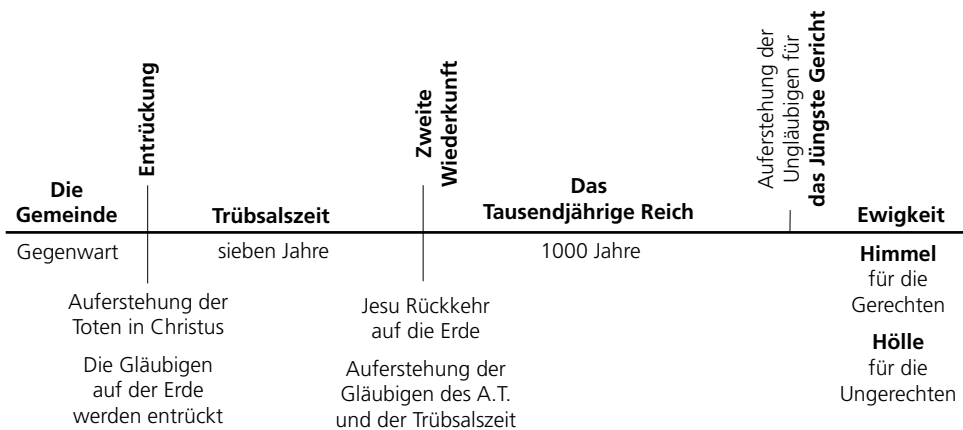 Entrückung
Zweite
Wiederkunft
Auferstehung der
Ungläubigen für
das Jüngste Gericht
Die
Gemeinde
Trübsalszeit
Das
Tausendjährige Reich
Ewigkeit
Gegenwart
sieben Jahre
1000 Jahre
Himmel
für die
Gerechten
Hölle
für die
Ungerechten
Auferstehung der
Toten in Christus
Die Gläubigen
auf der Erde
werden entrückt
Jesu Rückkehr
auf die Erde
Auferstehung der
Gläubigen des A.T.
und der Trübsalszeit